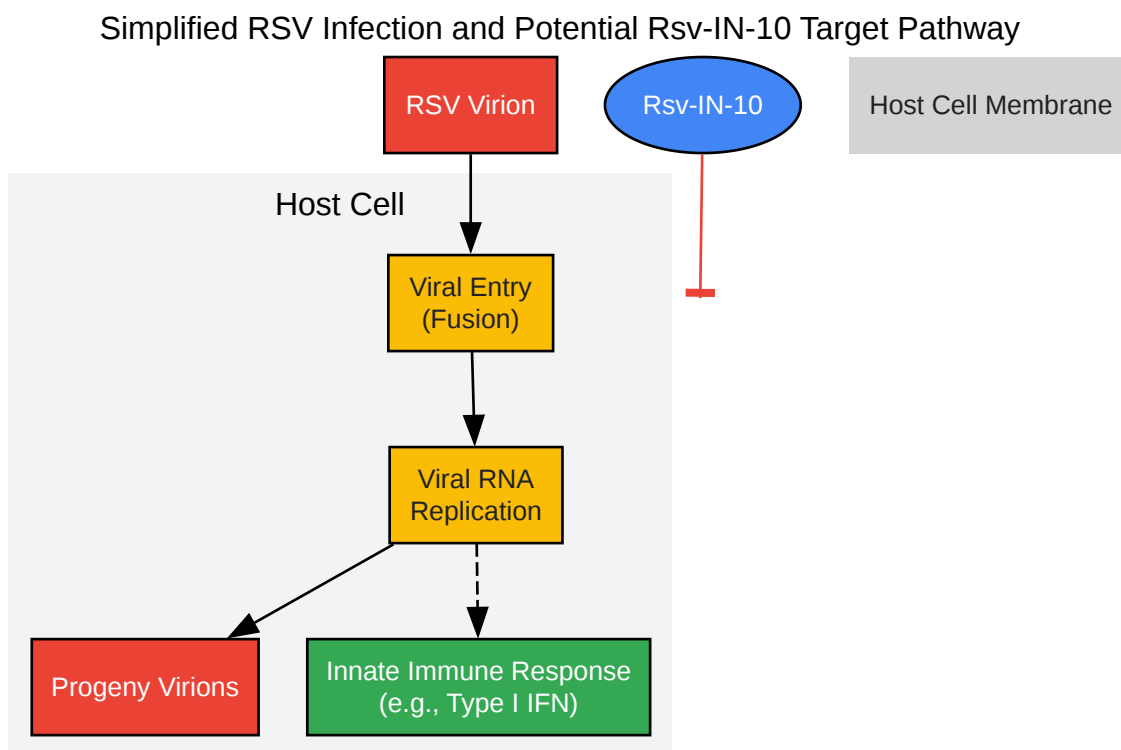 Simplified RSV Infection and Potential Rsv-IN-10 Target Pathway
RSV Virion
Rsv-IN-10
Host Cell Membrane
Host Cell
Viral Entry
(Fusion)
Viral RNA
Replication
Progeny Virions
Innate Immune Response
(e.g., Type I IFN)